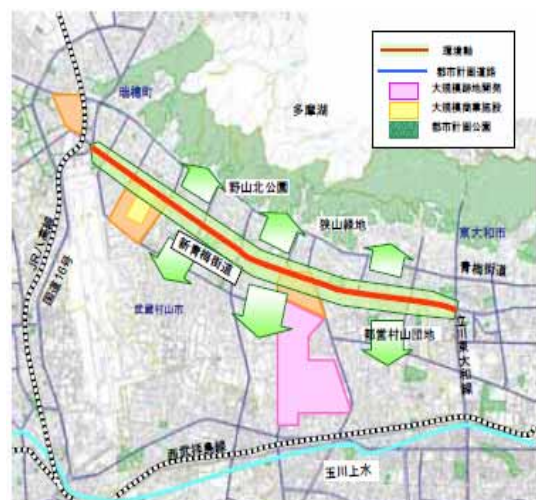 環境軸
都市計画道路
大規模跡地開発
大規模商業施設
都市計画公園
瑞穂町
多摩湖
野山北公園
狭山緑地
東大和市
青梅街道
新青梅街道
JR八高線
国道16号
武蔵村山市
都営村山団地
立川東大和線
西武拝島線
玉川上水